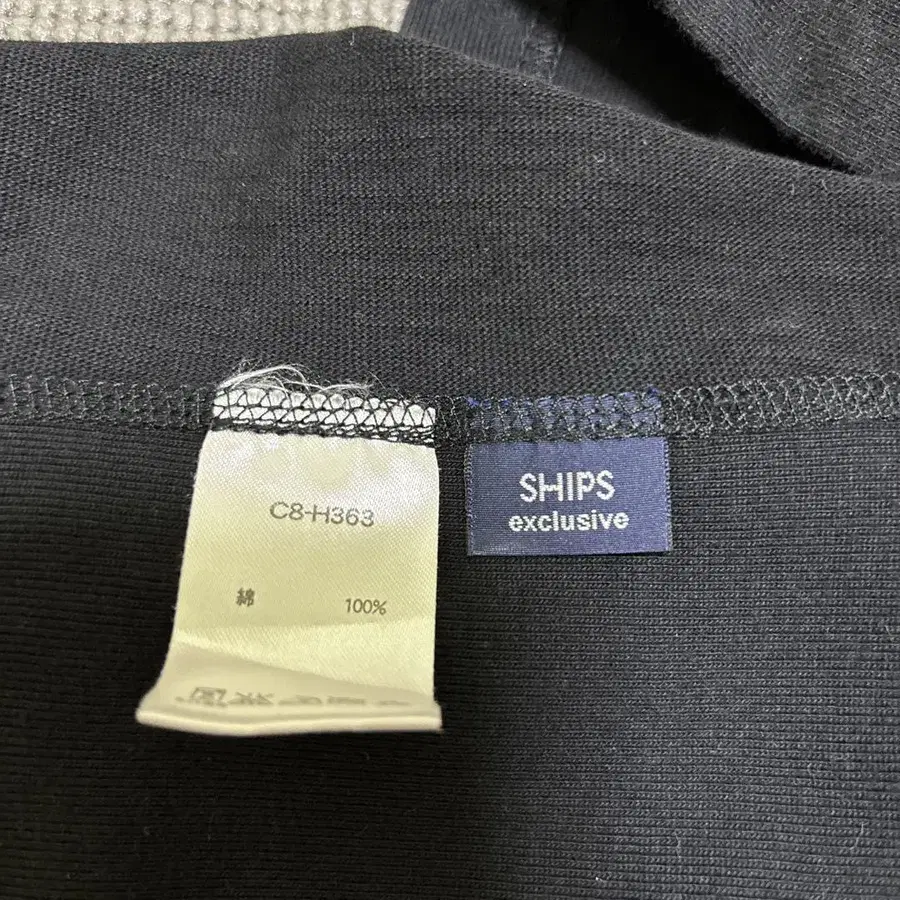 C8-H363
綿 100%
SHIPS
exclusive